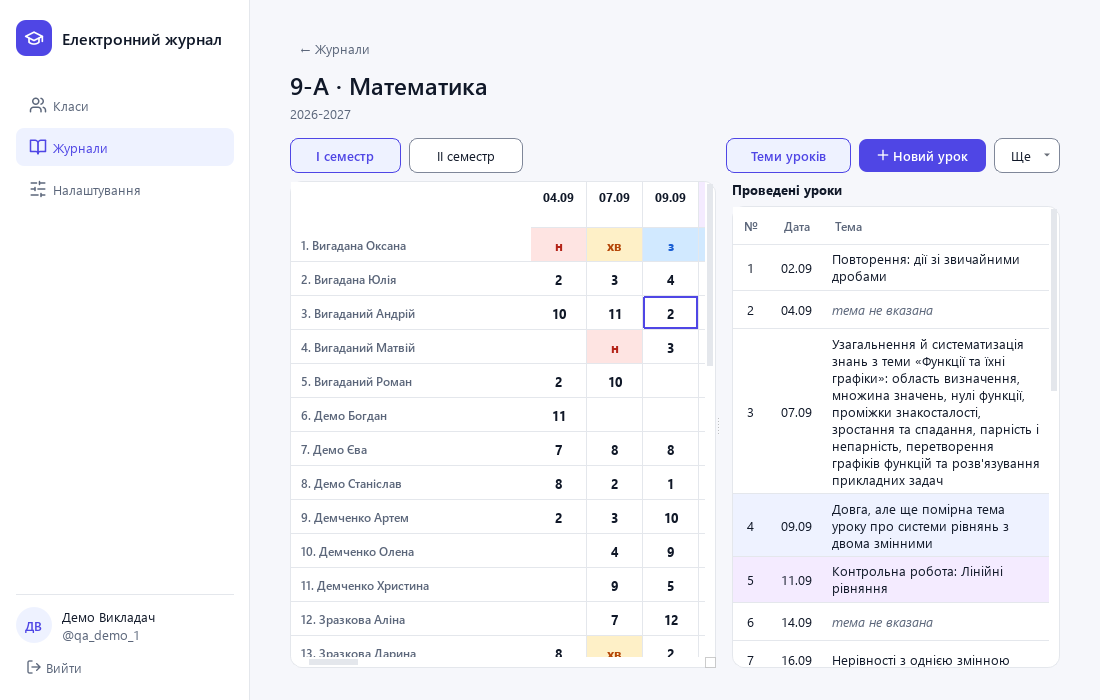 Електронний журнал
Класи
Журнали
Налаштування
Демо Викладач
ДВ
@qa_demo_1
Вийти
← Журнали
9-А · Математика
2026-2027
І семестр
ІІ семестр
Теми уроків
+ Новий урок
Ще
04.09 07.09 09.09
1. Вигадана Оксана н хв з
2. Вигадана Юлія 2 3 4
3. Вигаданий Андрій 10 11 2
4. Вигаданий Матвій н 3
5. Вигаданий Роман 2 10
6. Демо Богдан 11
7. Демо Єва 7 8 8
8. Демо Станіслав 8 2 1
9. Демченко Артем 2 3 10
10. Демченко Олена 4 9
11. Демченко Христина 9 5
12. Зразкова Аліна 7 12
13. Зразкова Дарина 8 хв 2
Проведені уроки
№ Дата Тема
1 02.09 Повторення: дії зі звичайними
дробами
2 04.09 тема не вказана
3 07.09 Узагальнення й систематизація
знань з теми «Функції та їхні
графіки»: область визначення,
множина значень, нулі функції,
проміжки знакосталості,
зростання та спадання, парність і
непарність, перетворення
графіків функцій та розв'язування
прикладних задач
4 09.09 Довга, але ще помірна тема
уроку про системи рівнянь з
двома змінними
5 11.09 Контрольна робота: Лінійні
рівняння
6 14.09 тема не вказана
7 16.09 Нерівності з однією змінною